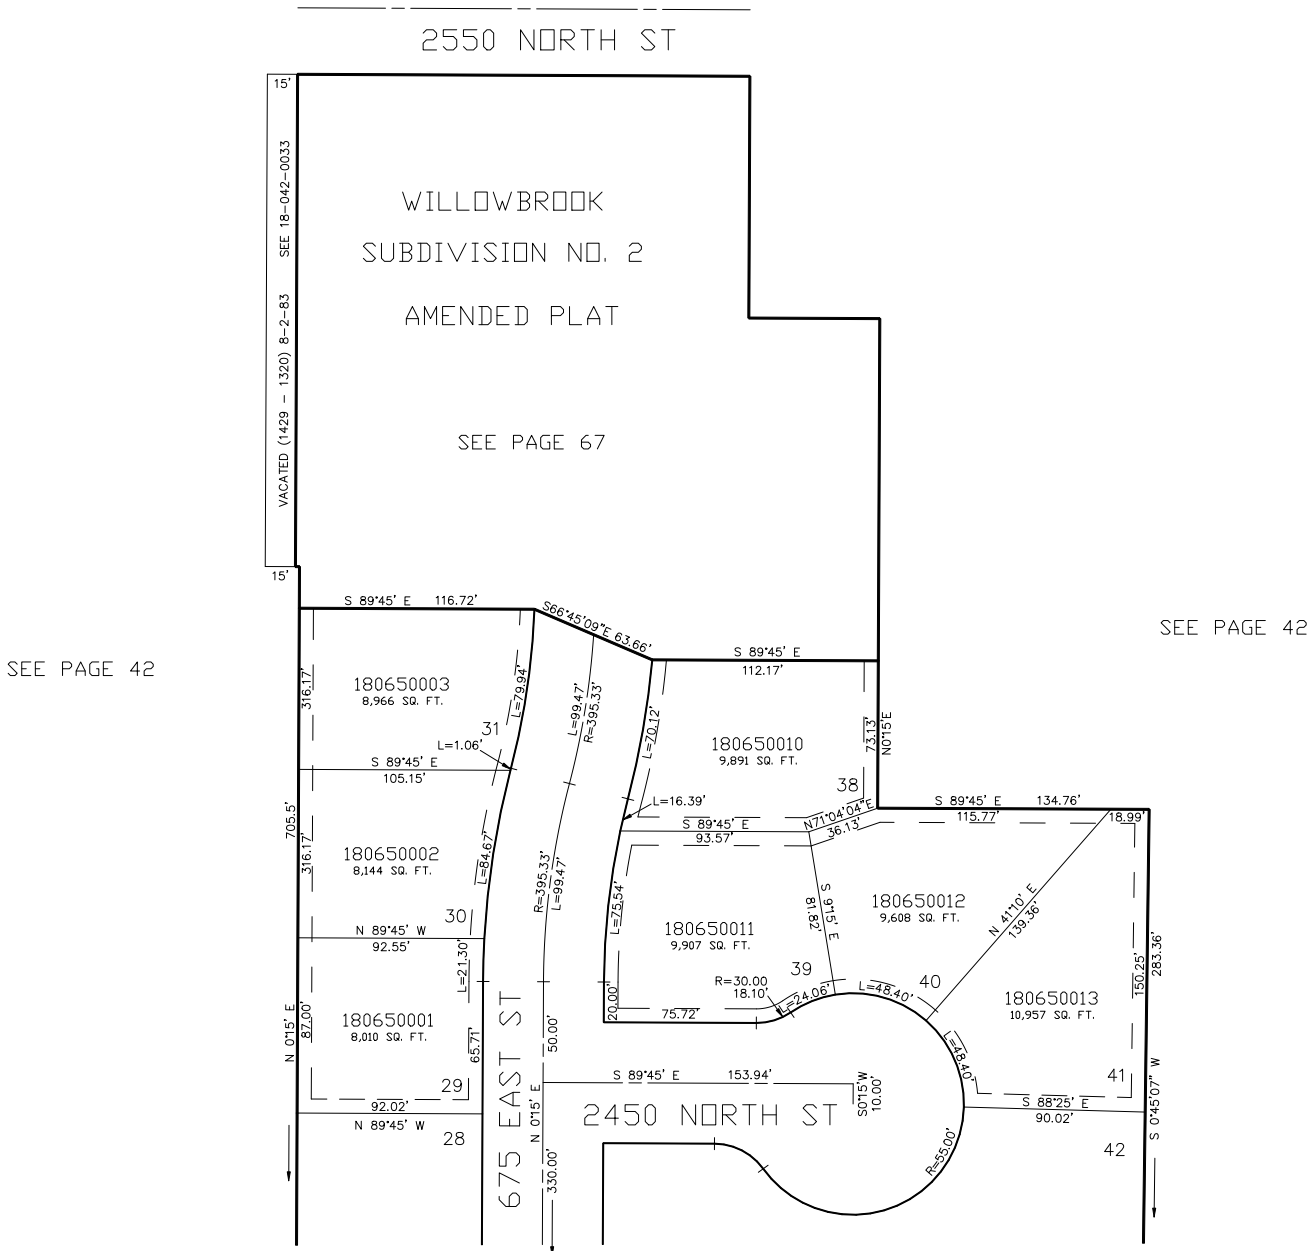 2550 NORTH ST
15'
SEE 18-042-0033
VACATED (1429 - 1320) 8-2-83
15'
WILLOWBROOK
SUBDIVISION NO. 2
AMENDED PLAT
SEE PAGE 67
SEE PAGE 42
SEE PAGE 42
S 89°45' E 116.72'
S66°45'09"E 63.66'
S 89°45' E
112.17'
316.17'
180650003
8,966 SQ. FT.
31
L=79.94'
L=1.06'
L=99.47'
R=395.33'
L=70.12'
180650010
9,891 SQ. FT.
38
73.13'
N0°15'E
S 89°45' E
105.15'
L=16.39'
S 89°45' E
93.57'
N71°04'04"E
36.13'
S 89°45' E 134.76'
115.77'
18.99'
705.5'
316.17'
180650002
8,144 SQ. FT.
30
L=84.67'
R=395.33'
L=99.47'
L=75.54'
180650011
9,907 SQ. FT.
39
S 9°15' E
81.82'
180650012
9,608 SQ. FT.
40
N 41°10' E
139.36'
N 89°45' W
92.55'
L=21.30'
R=30.00
18.10'
L=24.06'
L=48.40'
180650013
10,957 SQ. FT.
41
150.25'
283.36'
N 0°15' E
87.00'
180650001
8,010 SQ. FT.
29
65.71'
20.00'
75.72'
50.00'
L=48.40'
S 89°45' E 153.94'
S0°15'W
10.00'
S 88°25' E
90.02'
S 0°45'07" W
92.02'
N 89°45' W
28
675 EAST ST
N 0°15' E
330.00'
2450 NORTH ST
R=55.00'
42